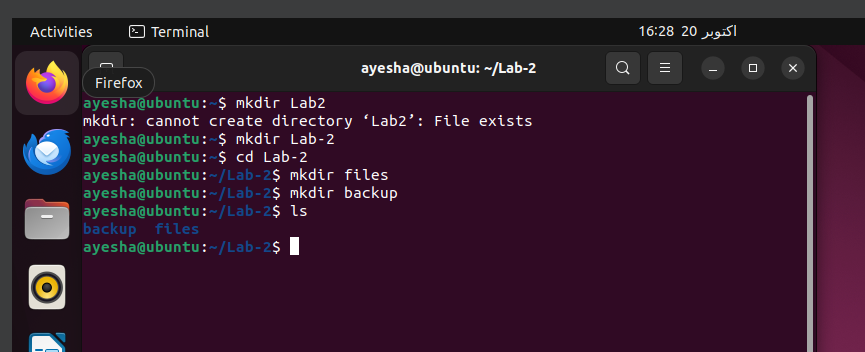 Activities Terminal 16:28 20 اکتوبر
ayesha@ubuntu: ~/Lab-2
Firefox
ayesha@ubuntu:~$ mkdir Lab2
mkdir: cannot create directory ‘Lab2’: File exists
ayesha@ubuntu:~$ mkdir Lab-2
ayesha@ubuntu:~$ cd Lab-2
ayesha@ubuntu:~/Lab-2$ mkdir files
ayesha@ubuntu:~/Lab-2$ mkdir backup
ayesha@ubuntu:~/Lab-2$ ls
backup  files
ayesha@ubuntu:~/Lab-2$